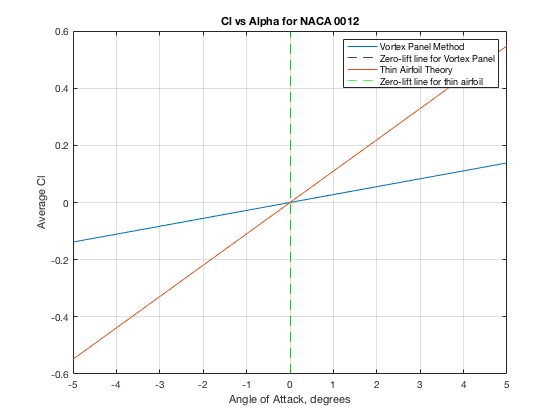 Cl vs Alpha for NACA 0012
Vortex Panel Method
Zero-lift line for Vortex Panel
Thin Airfoil Theory
Zero-lift line for thin airfoil
0.6
0.4
0.2
0
-0.2
-0.4
-0.6
Average Cl
-5 -4 -3 -2 -1 0 1 2 3 4 5
Angle of Attack, degrees